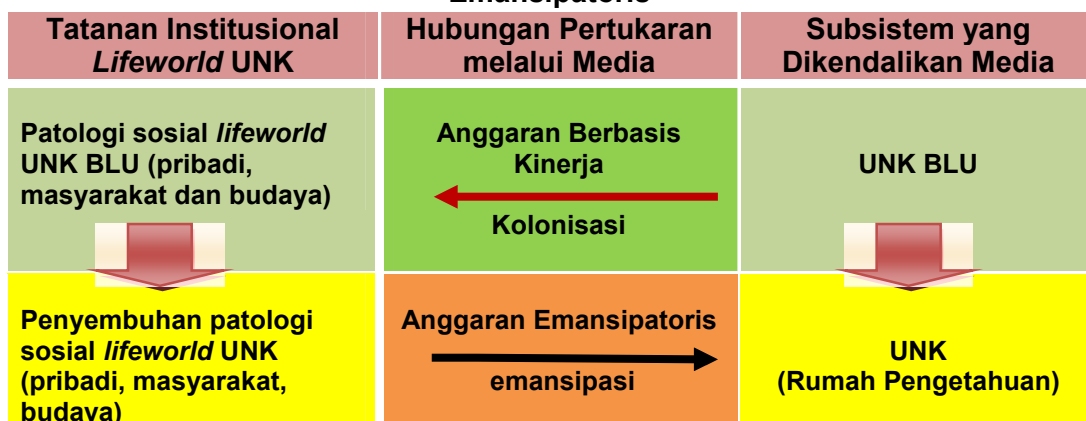 Emansipatoris
Tatanan Institusional
Lifeworld UNK
Hubungan Pertukaran
melalui Media
Subsistem yang
Dikendalikan Media
Patologi sosial lifeworld
UNK BLU (pribadi,
masyarakat dan budaya)
Anggaran Berbasis
Kinerja
Kolonisasi
UNK BLU
Penyembuhan patologi
sosial lifeworld UNK
(pribadi, masyarakat,
budaya)
Anggaran Emansipatoris
emansipasi
UNK
(Rumah Pengetahuan)